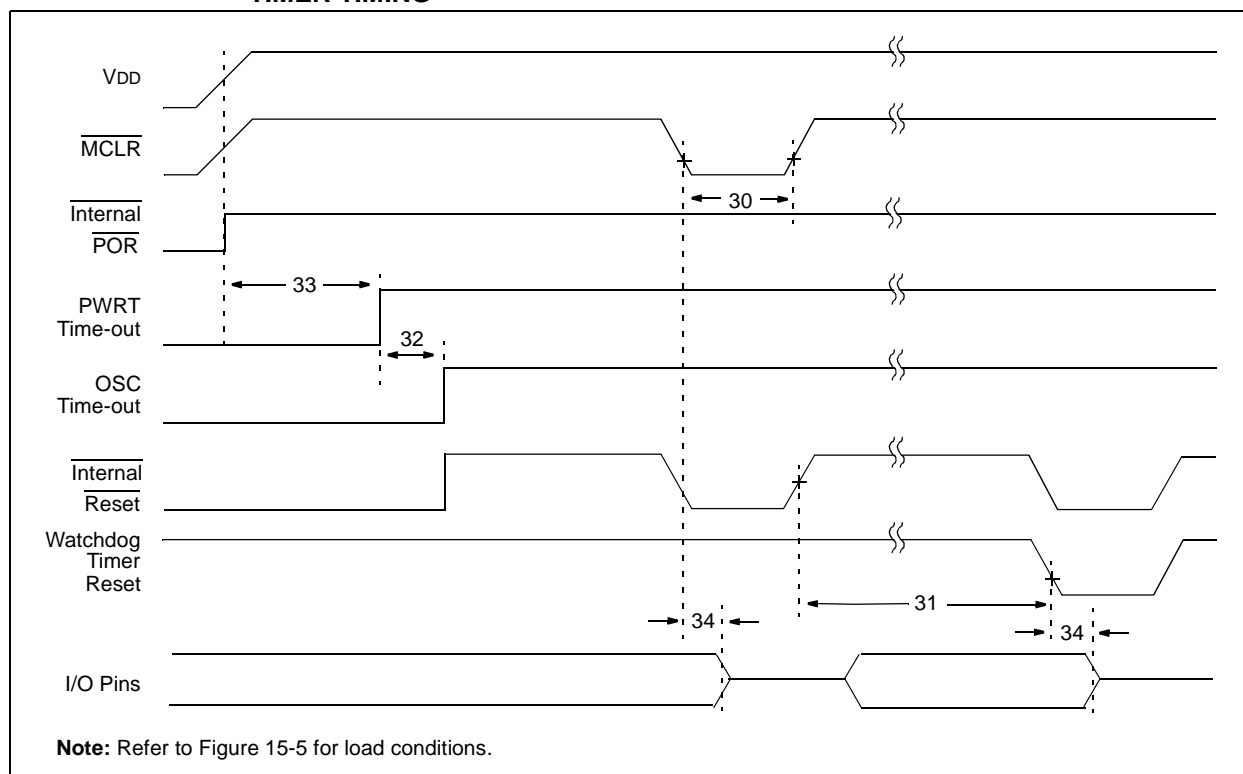 TIMER TIMING
VDD
MCLR
30
Internal
POR
33
PWRT
Time-out
32
OSC
Time-out
Internal
Reset
Watchdog
Timer
Reset
31
34
34
I/O Pins
Note: Refer to Figure 15-5 for load conditions.